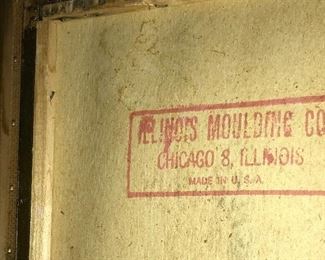 ILLINOIS MOULDING CO
CHICAGO 8, ILLINOIS
MADE IN U. S. A.